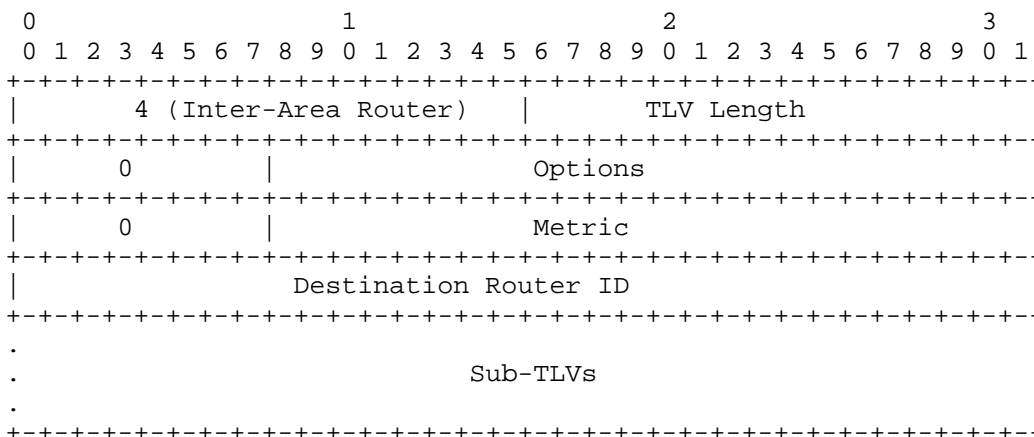 0                   1                   2                   3
 0 1 2 3 4 5 6 7 8 9 0 1 2 3 4 5 6 7 8 9 0 1 2 3 4 5 6 7 8 9 0 1
+-+-+-+-+-+-+-+-+-+-+-+-+-+-+-+-+-+-+-+-+-+-+-+-+-+-+-+-+-+-+-+-
|       4 (Inter-Area Router)   |       TLV Length
+-+-+-+-+-+-+-+-+-+-+-+-+-+-+-+-+-+-+-+-+-+-+-+-+-+-+-+-+-+-+-+-
|      0        |                Options
+-+-+-+-+-+-+-+-+-+-+-+-+-+-+-+-+-+-+-+-+-+-+-+-+-+-+-+-+-+-+-+-
|      0        |                Metric
+-+-+-+-+-+-+-+-+-+-+-+-+-+-+-+-+-+-+-+-+-+-+-+-+-+-+-+-+-+-+-+-
|                 Destination Router ID
+-+-+-+-+-+-+-+-+-+-+-+-+-+-+-+-+-+-+-+-+-+-+-+-+-+-+-+-+-+-+-+-
.
.                            Sub-TLVs
.
+-+-+-+-+-+-+-+-+-+-+-+-+-+-+-+-+-+-+-+-+-+-+-+-+-+-+-+-+-+-+-+-